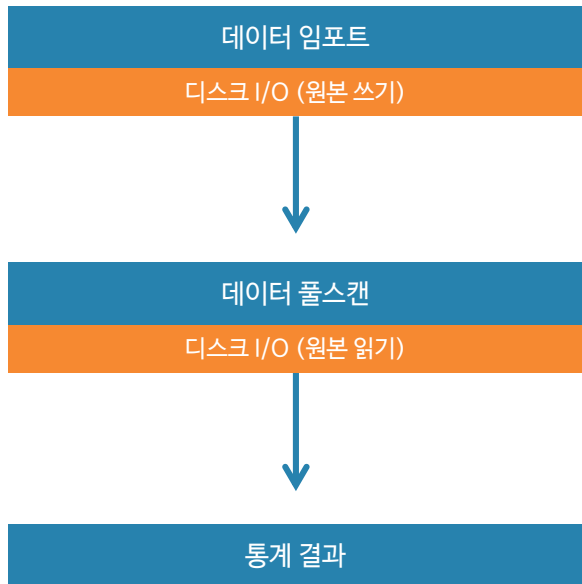 데이터 임포트
디스크 I/O (원본 쓰기)
데이터 풀스캔
디스크 I/O (원본 읽기)
통계 결과